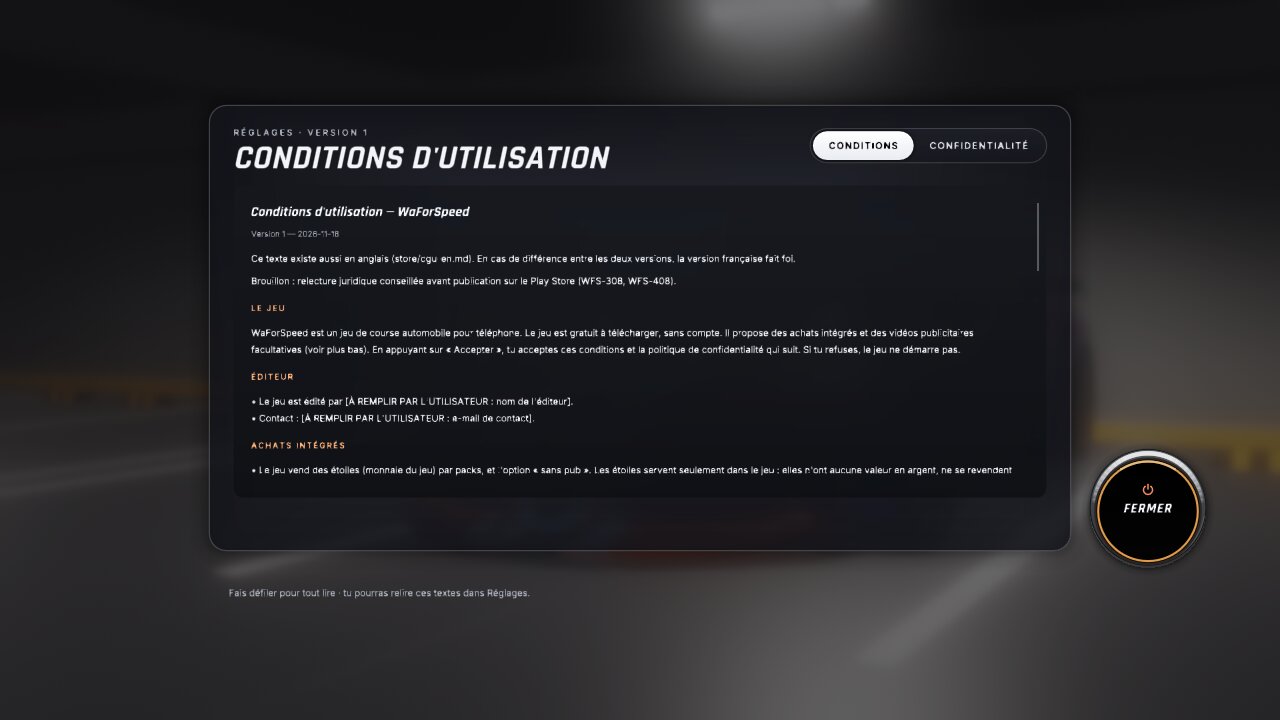 RÉGLAGES · VERSION 1
CONDITIONS D'UTILISATION
CONDITIONS
CONFIDENTIALITÉ
Conditions d'utilisation — WaForSpeed
Version 1 — 2026-11-18
Ce texte existe aussi en anglais (store/cgu-en.md). En cas de différence entre les deux versions, la version française fait foi.
Brouillon : relecture juridique conseillée avant publication sur le Play Store (WFS-308, WFS-408).
LE JEU
WaForSpeed est un jeu de course automobile pour téléphone. Le jeu est gratuit à télécharger, sans compte. Il propose des achats intégrés et des vidéos publicitaires
facultatives (voir plus bas). En appuyant sur « Accepter », tu acceptes ces conditions et la politique de confidentialité qui suit. Si tu refuses, le jeu ne démarre pas.
ÉDITEUR
• Le jeu est édité par [À REMPLIR PAR L'UTILISATEUR : nom de l'éditeur].
• Contact : [À REMPLIR PAR L'UTILISATEUR : e-mail de contact].
ACHATS INTÉGRÉS
• Le jeu vend des étoiles (monnaie du jeu) par packs, et l'option « sans pub ». Les étoiles servent seulement dans le jeu : elles n'ont aucune valeur en argent, ne se revendent
FERMER
Fais défiler pour tout lire · tu pourras relire ces textes dans Réglages.